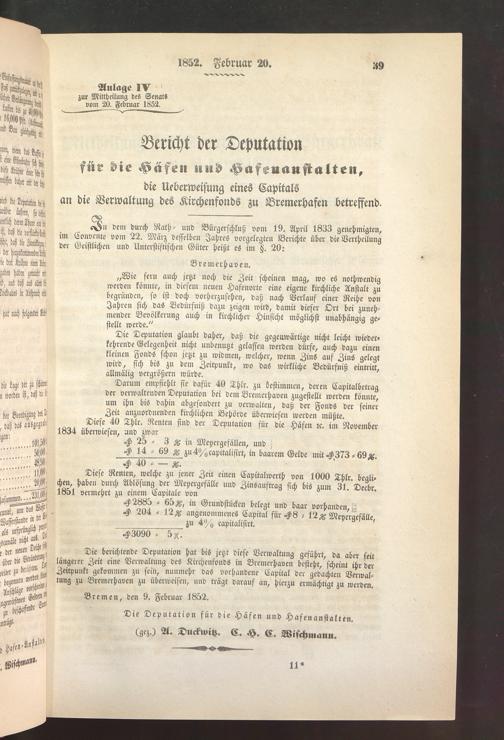 1852. Februar 20.
39
Anlage IV
zur Mittheilung des Senats
vom 20. Februar 1852.
Bericht der Deputation
für die Häfen und Hafenanstalten,
die Ueberweisung eines Capitals
an die Verwaltung des Kirchenfonds zu Bremerhafen betreffend.
In dem durch Rath- und Bürgerschluß vom 19. April 1833 genehmigten,
im Convente vom 22. März desselben Jahres vorgelegten Berichte über die Vertheilung
der Geistlichen und Unterstiftischen Güter heißt es im §. 20:
Bremerhaven.
„Wie fern auch jetzt noch die Zeit scheinen mag, wo es nothwendig
werden könnte, in diesem neuen Hafenorte eine eigene kirchliche Anstalt zu
begründen, so ist doch vorherzusehen, daß nach Verlauf einer Reihe von
Jahren sich das Bedürfniß dazu zeigen wird, damit dieser Ort bei zuneh-
mender Bevölkerung auch in kirchlicher Hinsicht möglichst unabhängig ge-
stellt werde.“
Die Deputation glaubt daher, daß die gegenwärtige nicht leicht wieder-
kehrende Gelegenheit nicht unbenutzt gelassen werden dürfe, auch dazu einen
kleinen Fonds schon jetzt zu widmen, welcher, wenn Zins auf Zins gelegt
wird, sich bis zu dem Zeitpunkte, wo das wirkliche Bedürfniß eintritt,
allmälig vergrößern würde.
Darum empfiehlt sie dafür 40 Thlr. zu bestimmen, deren Capitalbetrag
der verwaltenden Deputation bei dem Bremerhaven zugestellt werden könnte,
um ihn bis dahin abgesondert zu verwalten, daß der Fonds der seiner
Zeit anzuordnenden kirchlichen Behörde überwiesen werden müßte.
Diese 40 Thlr. Renten sind der Deputation für die Häfen ec. im November
1834 überwiesen, und zwar
₰ 25 = 3 gr in Meyergefällen, und
₰ 14 = 69 gr zu 4% capitalisirt, in baarem Gelde mit ₰ 373 = 69 gr.
₰ 40 = — gr.
Diese Renten, welche zu jener Zeit einen Capitalwerth von 1000 Thlr. begli-
chen, haben durch Ablösung der Meyergefälle und Zinsauftrag sich bis zum 31. Decbr.
1851 vermehrt zu einem Capitale von
₰ 2885 = 65 gr, in Grundstücken belegt und baar vorhanden,
₰ 204 = 12 gr angenommenes Capital für ₰ 8 = 12 gr Meyergefälle,
zu 4% capitalisirt.
₰ 3090 = 5 gr.
Die berichtende Deputation hat bis jetzt diese Verwaltung geführt, da aber seit
längerer Zeit eine Verwaltung des Kirchenfonds in Bremerhaven besteht, scheint ihr der
Zeitpunkt gekommen zu sein, nunmehr das vorhandene Capital der gedachten Verwal-
tung zu Bremerhaven zu überweisen, und trägt darauf an, hierzu ermächtigt zu werden.
Bremen, den 9. Februar 1852.
Die Deputation für die Häfen und Hafenanstalten.
(gez.) A. Duckwitz. C. H. C. Wischmann.
11*